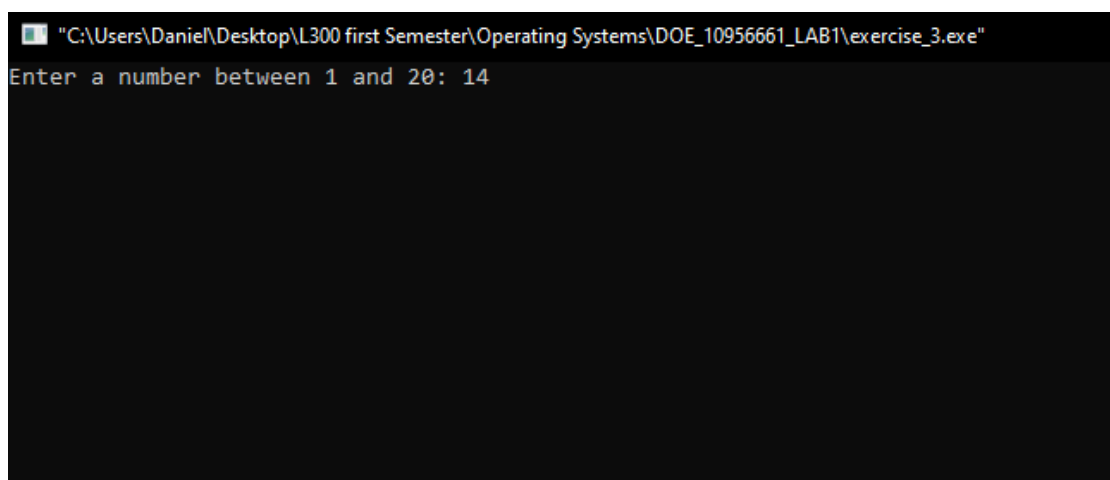 "C:\Users\Daniel\Desktop\L300 first Semester\Operating Systems\DOE_10956661_LAB1\exercise_3.exe"
Enter a number between 1 and 20: 14